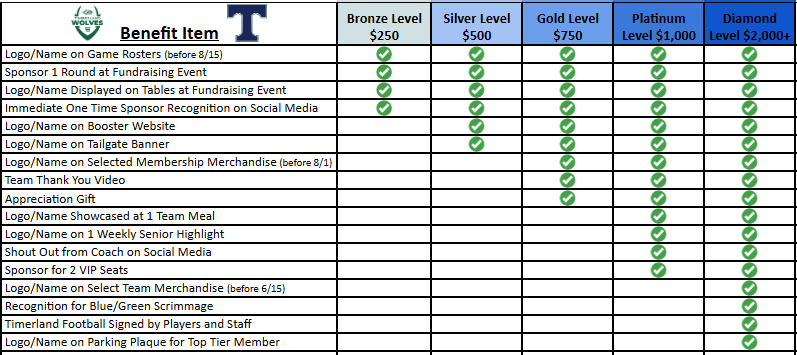 TIMBERLAND
WOLVES
T
Benefit Item
Bronze Level
$250
Silver Level
$500
Gold Level
$750
Platinum
Level $1,000
Diamond
Level $2,000+
Logo/Name on Game Rosters (before 8/15)
Sponsor 1 Round at Fundraising Event
Logo/Name Displayed on Tables at Fundraising Event
Immediate One Time Sponsor Recognition on Social Media
Logo/Name on Booster Website
Logo/Name on Tailgate Banner
Logo/Name on Selected Membership Merchandise (before 8/1)
Team Thank You Video
Appreciation Gift
Logo/Name Showcased at 1 Team Meal
Logo/Name on 1 Weekly Senior Highlight
Shout Out from Coach on Social Media
Sponsor for 2 VIP Seats
Logo/Name on Select Team Merchandise (before 6/15)
Recognition for Blue/Green Scrimmage
Timerland Football Signed by Players and Staff
Logo/Name on Parking Plaque for Top Tier Member